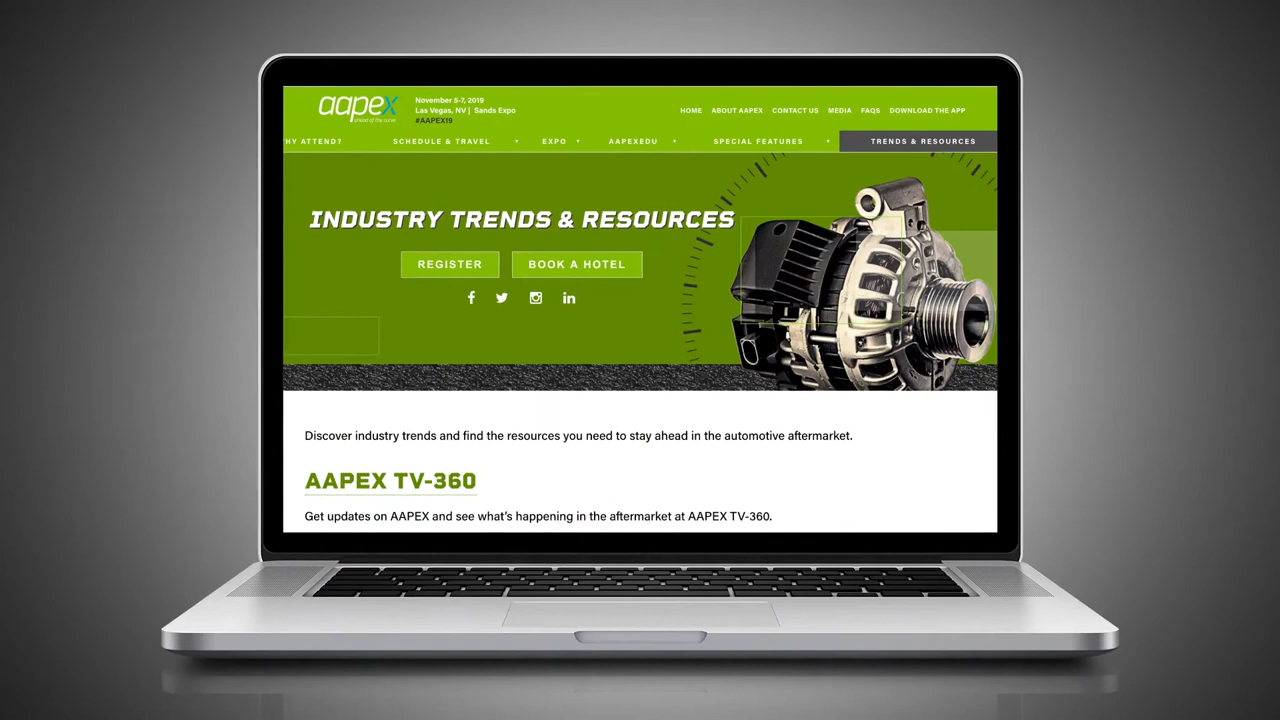 aapex
ahead of the curve
November 5-7, 2019
Las Vegas, NV | Sands Expo
#AAPEX19
HOME ABOUT AAPEX CONTACT US MEDIA FAQS DOWNLOAD THE APP
HY ATTEND? SCHEDULE & TRAVEL EXPO AAPEXEDU SPECIAL FEATURES TRENDS & RESOURCES
INDUSTRY TRENDS & RESOURCES
REGISTER BOOK A HOTEL
Discover industry trends and find the resources you need to stay ahead in the automotive aftermarket.
AAPEX TV-360
Get updates on AAPEX and see what's happening in the aftermarket at AAPEX TV-360.